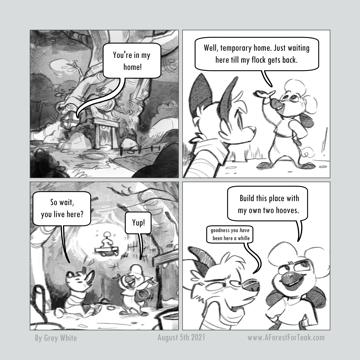 You're in my
home!
Well, temporary home. Just waiting
here till my flock gets back.
So wait,
you live here?
Yup!
Build this place with
my own two hooves.
goodness you have
been here a while
By Grey White
August 5th 2021
www.AForestForTeak.com